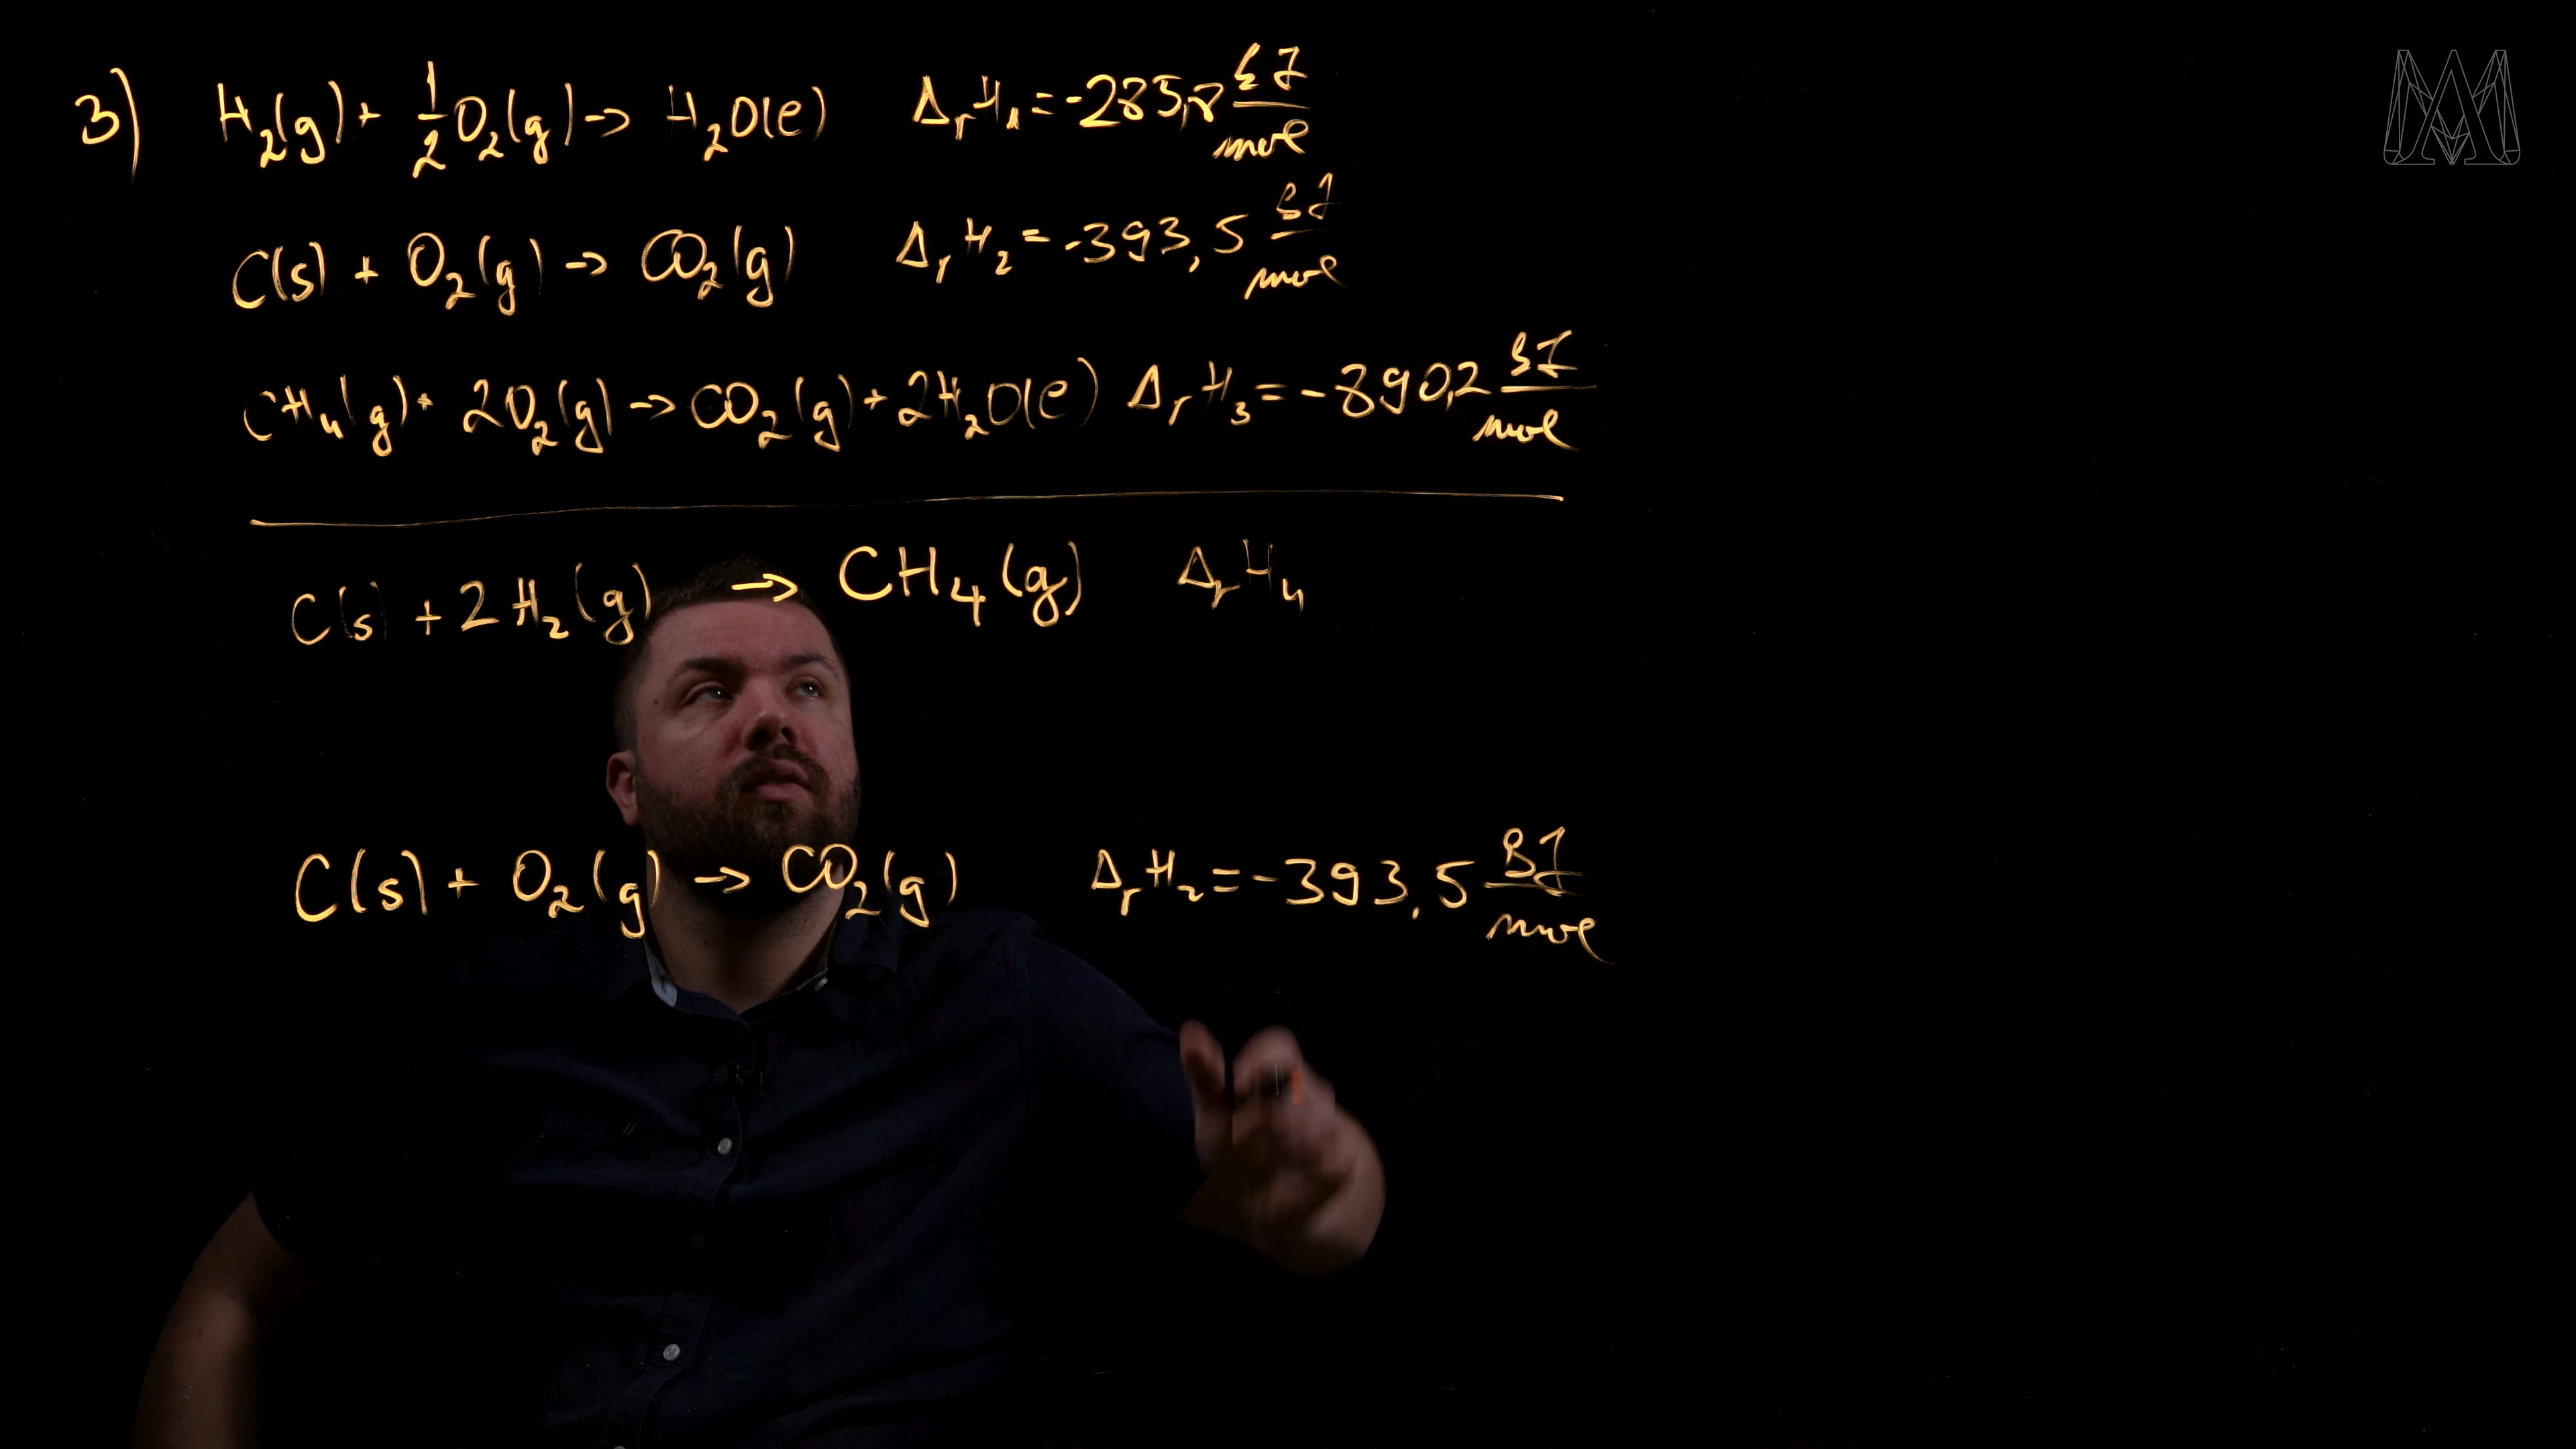 3) H₂(g) + 1/2 O₂(g) → H₂O(l) ΔᵣH₁ = -285,8 kJ/mol
C(s) + O₂(g) → CO₂(g) ΔᵣH₂ = -393,5 kJ/mol
CH₄(g) + 2O₂(g) → CO₂(g) + 2H₂O(l) ΔᵣH₃ = -890,2 kJ/mol
C(s) + 2H₂(g) → CH₄(g) ΔᵣH₄
C(s) + O₂(g) → CO₂(g) ΔᵣH₂ = -393,5 kJ/mol